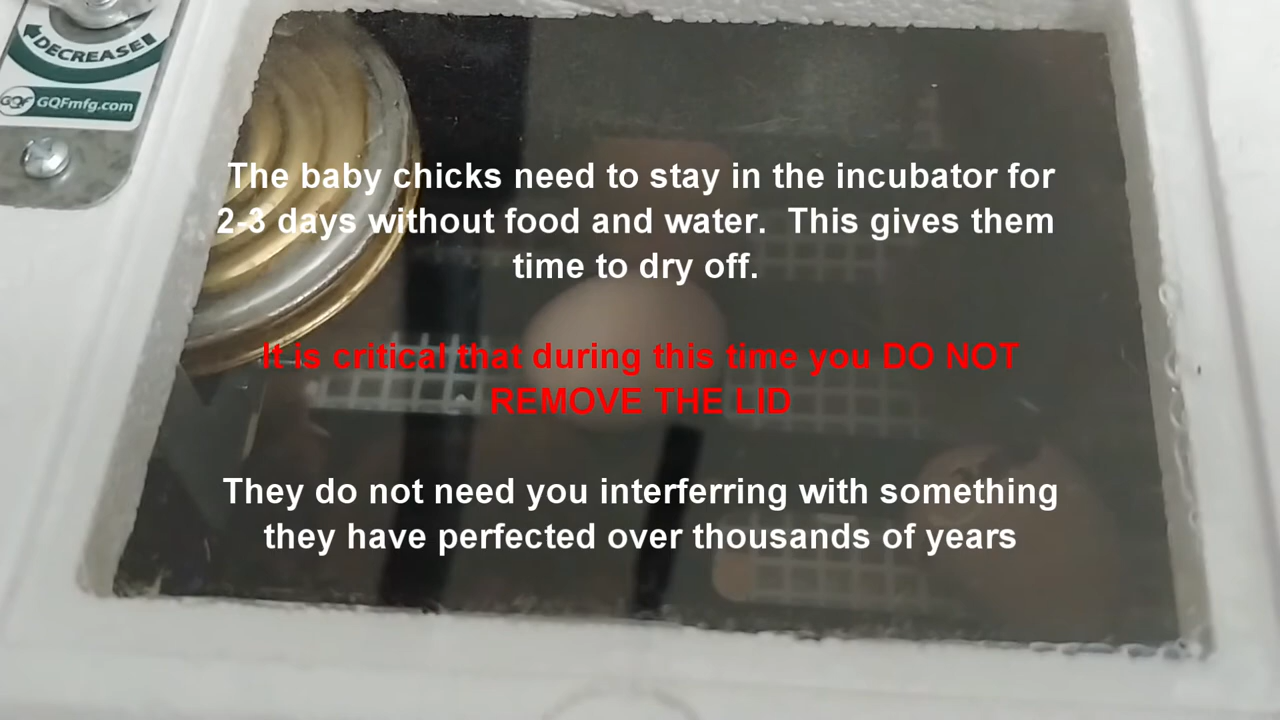 DECREASE
GQF GQFmfg.com
The baby chicks need to stay in the incubator for
2-3 days without food and water.  This gives them
time to dry off.
It is critical that during this time you DO NOT
REMOVE THE LID
They do not need you interferring with something
they have perfected over thousands of years